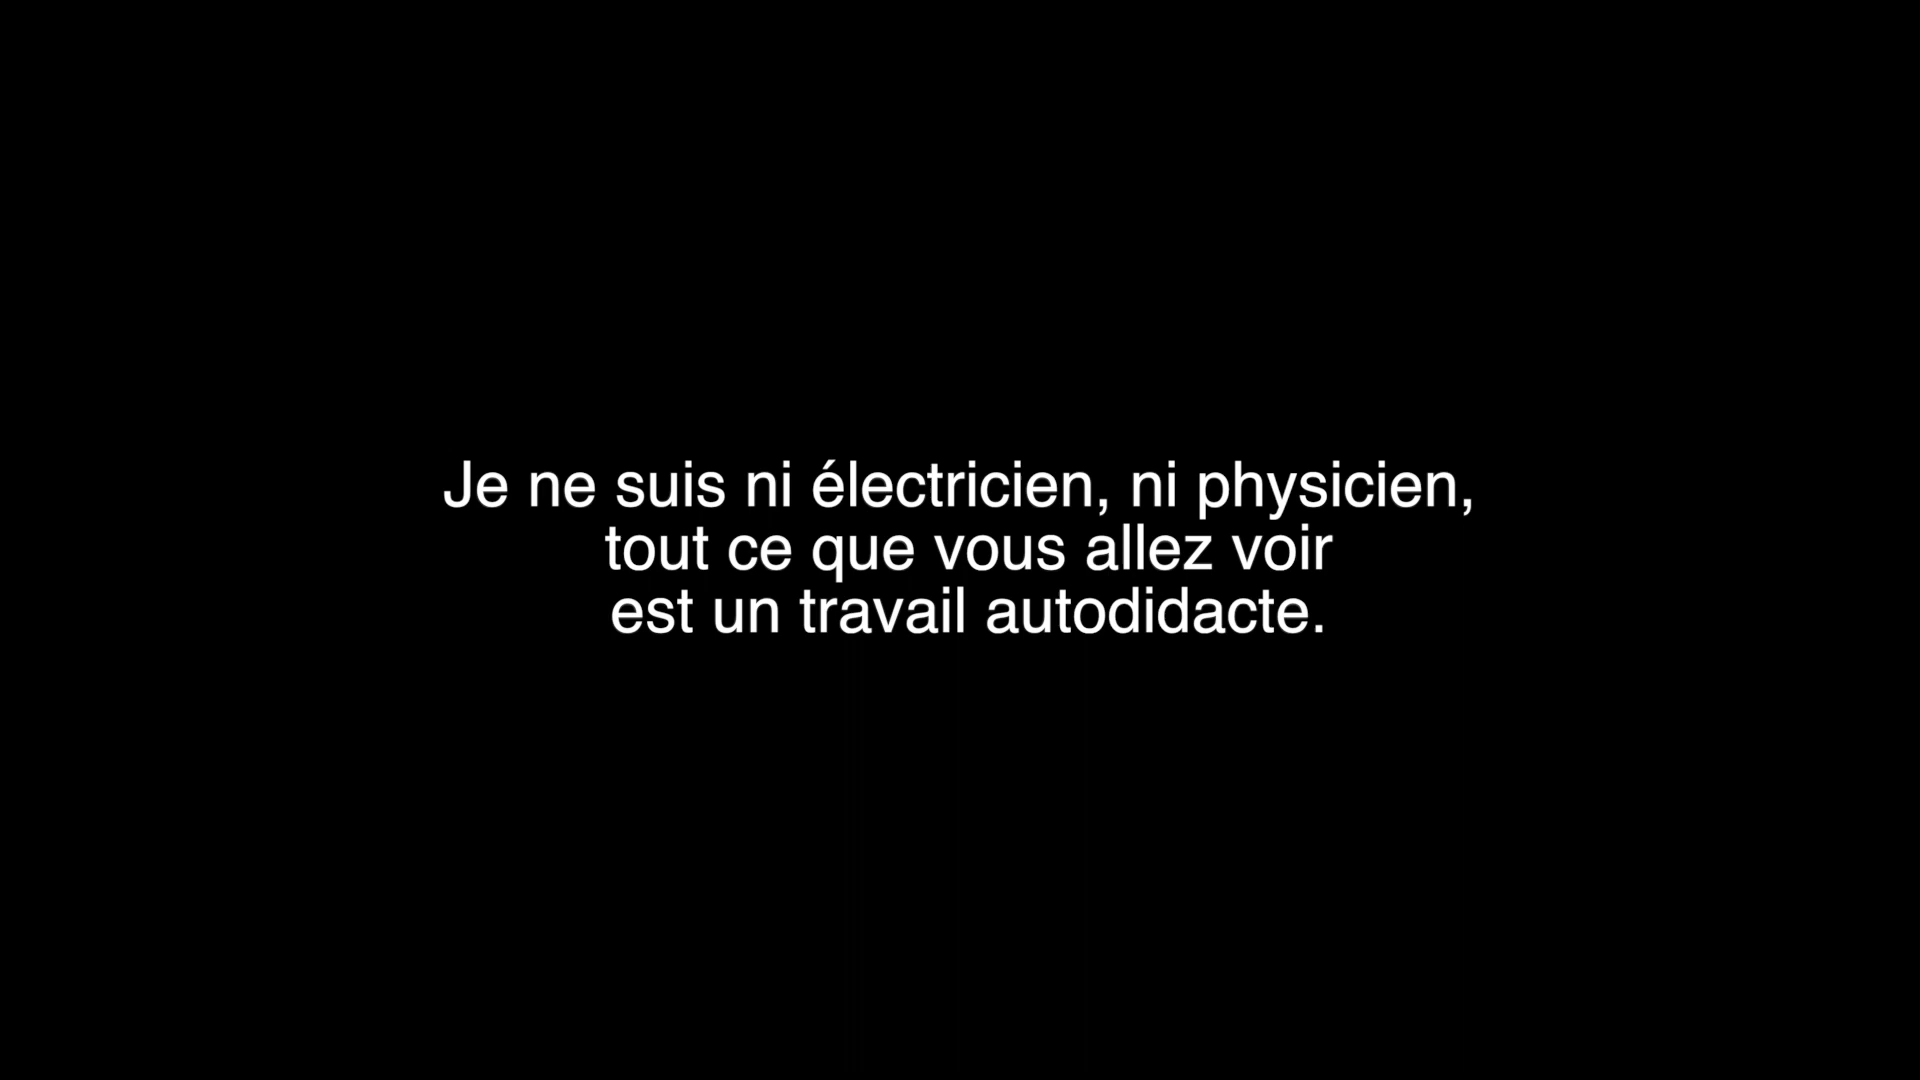 Je ne suis ni électricien, ni physicien,
tout ce que vous allez voir
est un travail autodidacte.